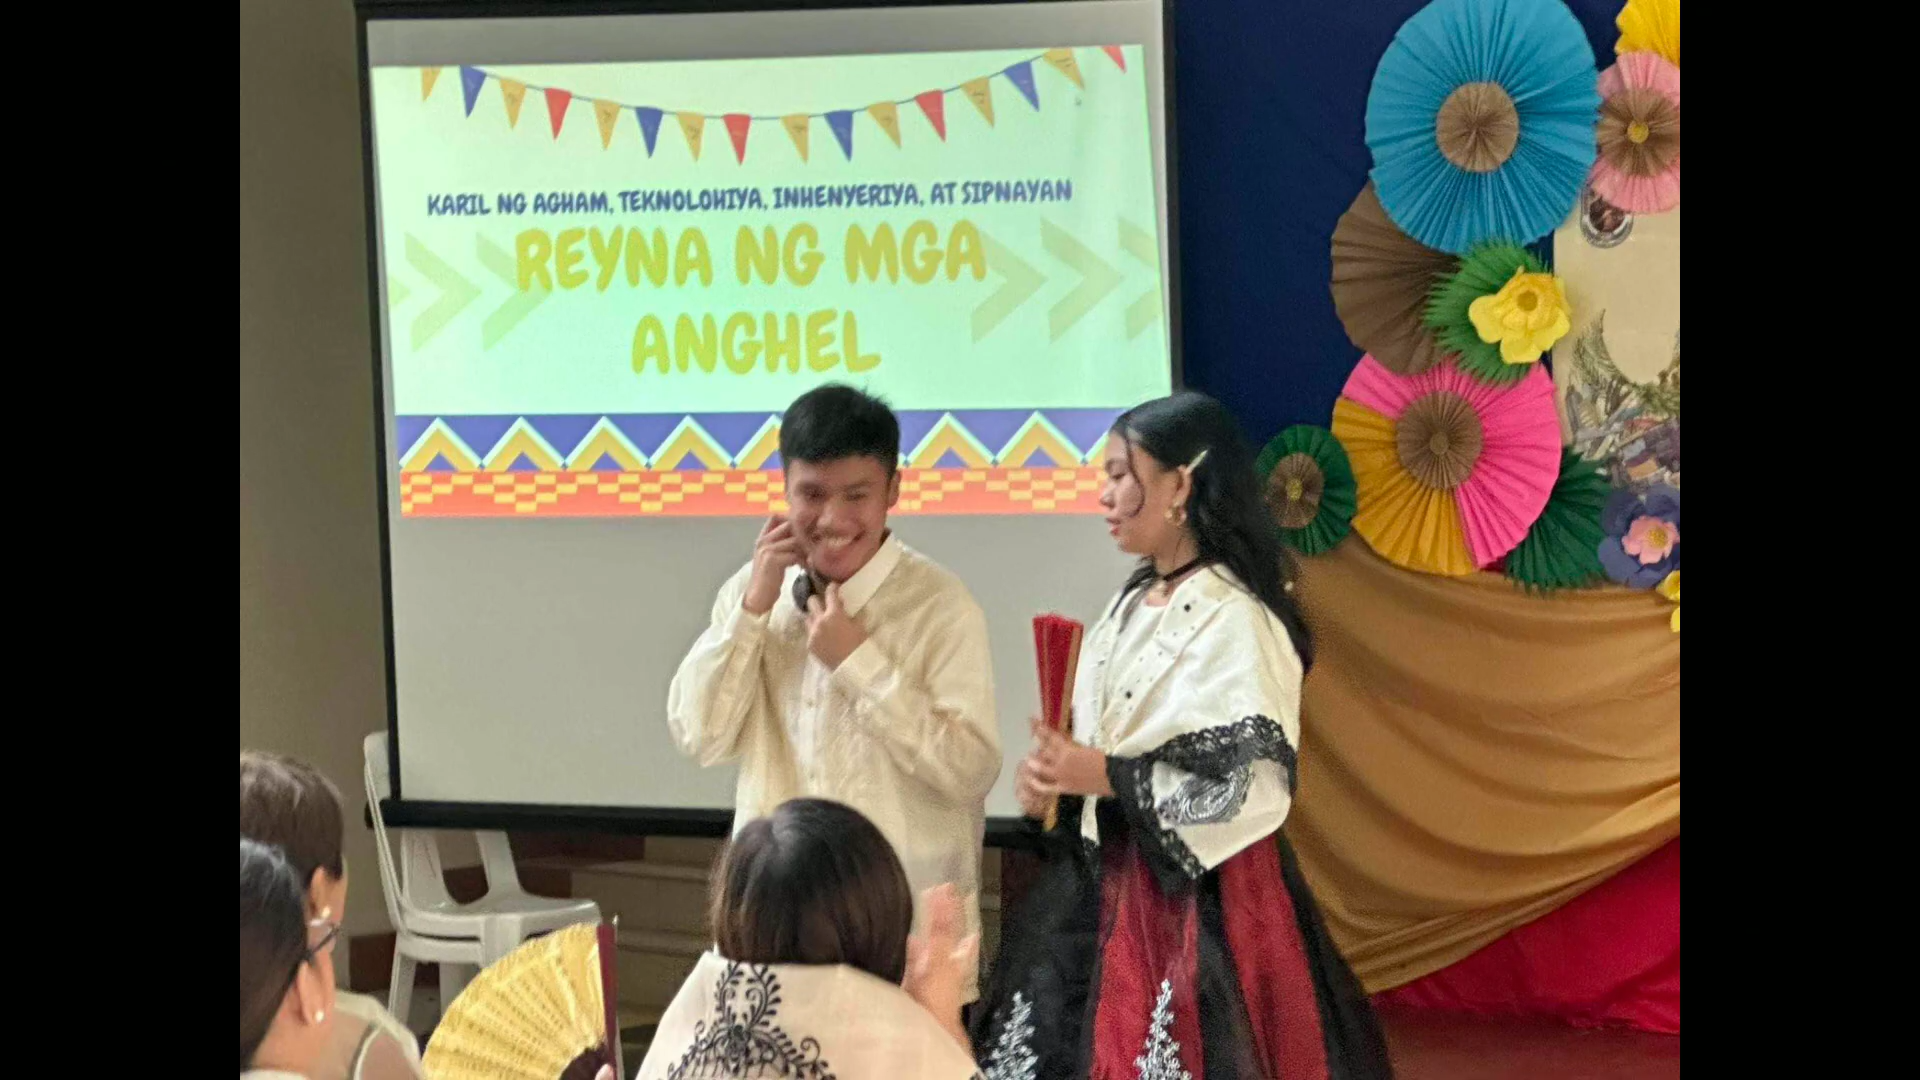 KARIL NG AGHAM, TEKNOLOHIYA, INHENYERIYA, AT SIPNAYAN
REYNA NG MGA
ANGHEL